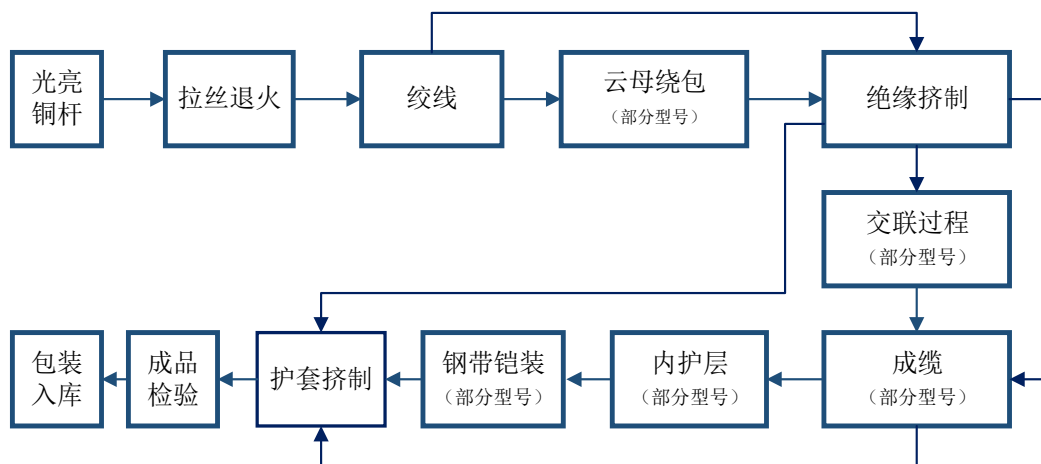 光亮
铜杆
拉丝退火
绞线
云母绕包
（部分型号）
绝缘挤制
交联过程
（部分型号）
包装
入库
成品
检验
护套挤制
钢带铠装
（部分型号）
内护层
（部分型号）
成缆
（部分型号）